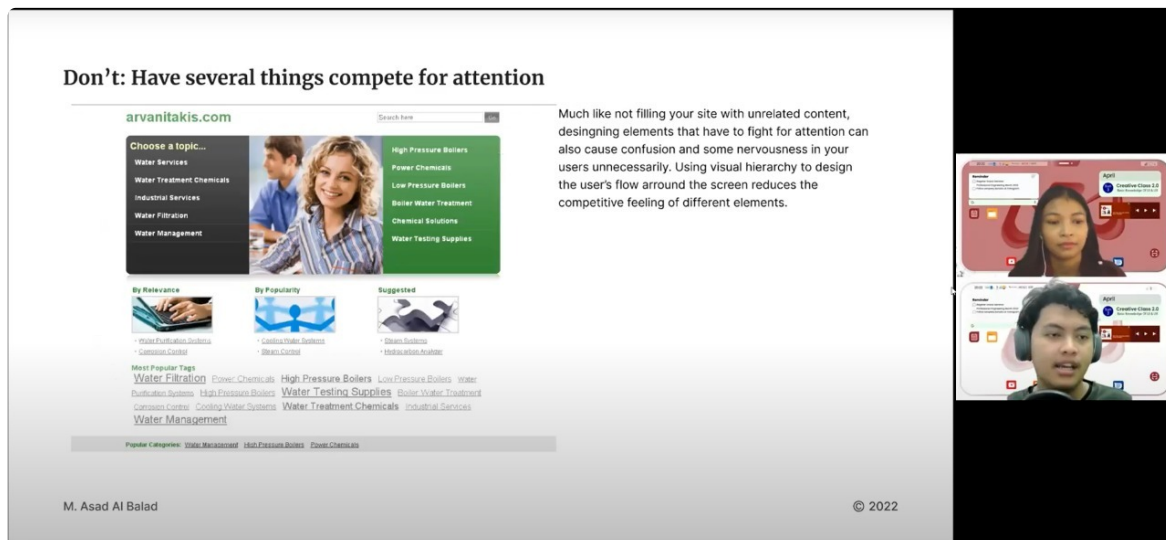 Don't: Have several things compete for attention
arvanitakis.com
Search here
Choose a topic...
Water Services
Water Treatment Chemicals
Industrial Services
Water Filtration
Water Management
High Pressure Boilers
Power Chemicals
Low Pressure Boilers
Boiler Water Treatment
Chemical Solutions
Water Testing Supplies
By Relevance
Water Purification Systems
Corrosion Control
By Popularity
Cooling Water Systems
Steam Control
Suggested
Steam Systems
Hydrocarbon Analyzer
Most Popular Tags
Water Filtration Power Chemicals High Pressure Boilers Low Pressure Boilers Water
Purification Systems High Pressure Boilers Water Testing Supplies Boiler Water Treatment
Corrosion Control Cooling Water Systems Water Treatment Chemicals Industrial Services
Water Management
Popular Categories: Water Management High Pressure Boilers Power Chemicals
Much like not filling your site with unrelated content,
desingning elements that have to fight for attention can
also cause confusion and some nervousness in your
users unnecessarily. Using visual hierarchy to design
the user's flow arround the screen reduces the
competitive feeling of different elements.
M. Asad Al Balad
© 2022
Reminder
April
Creative Class 2.0
Reminder
April
Creative Class 2.0